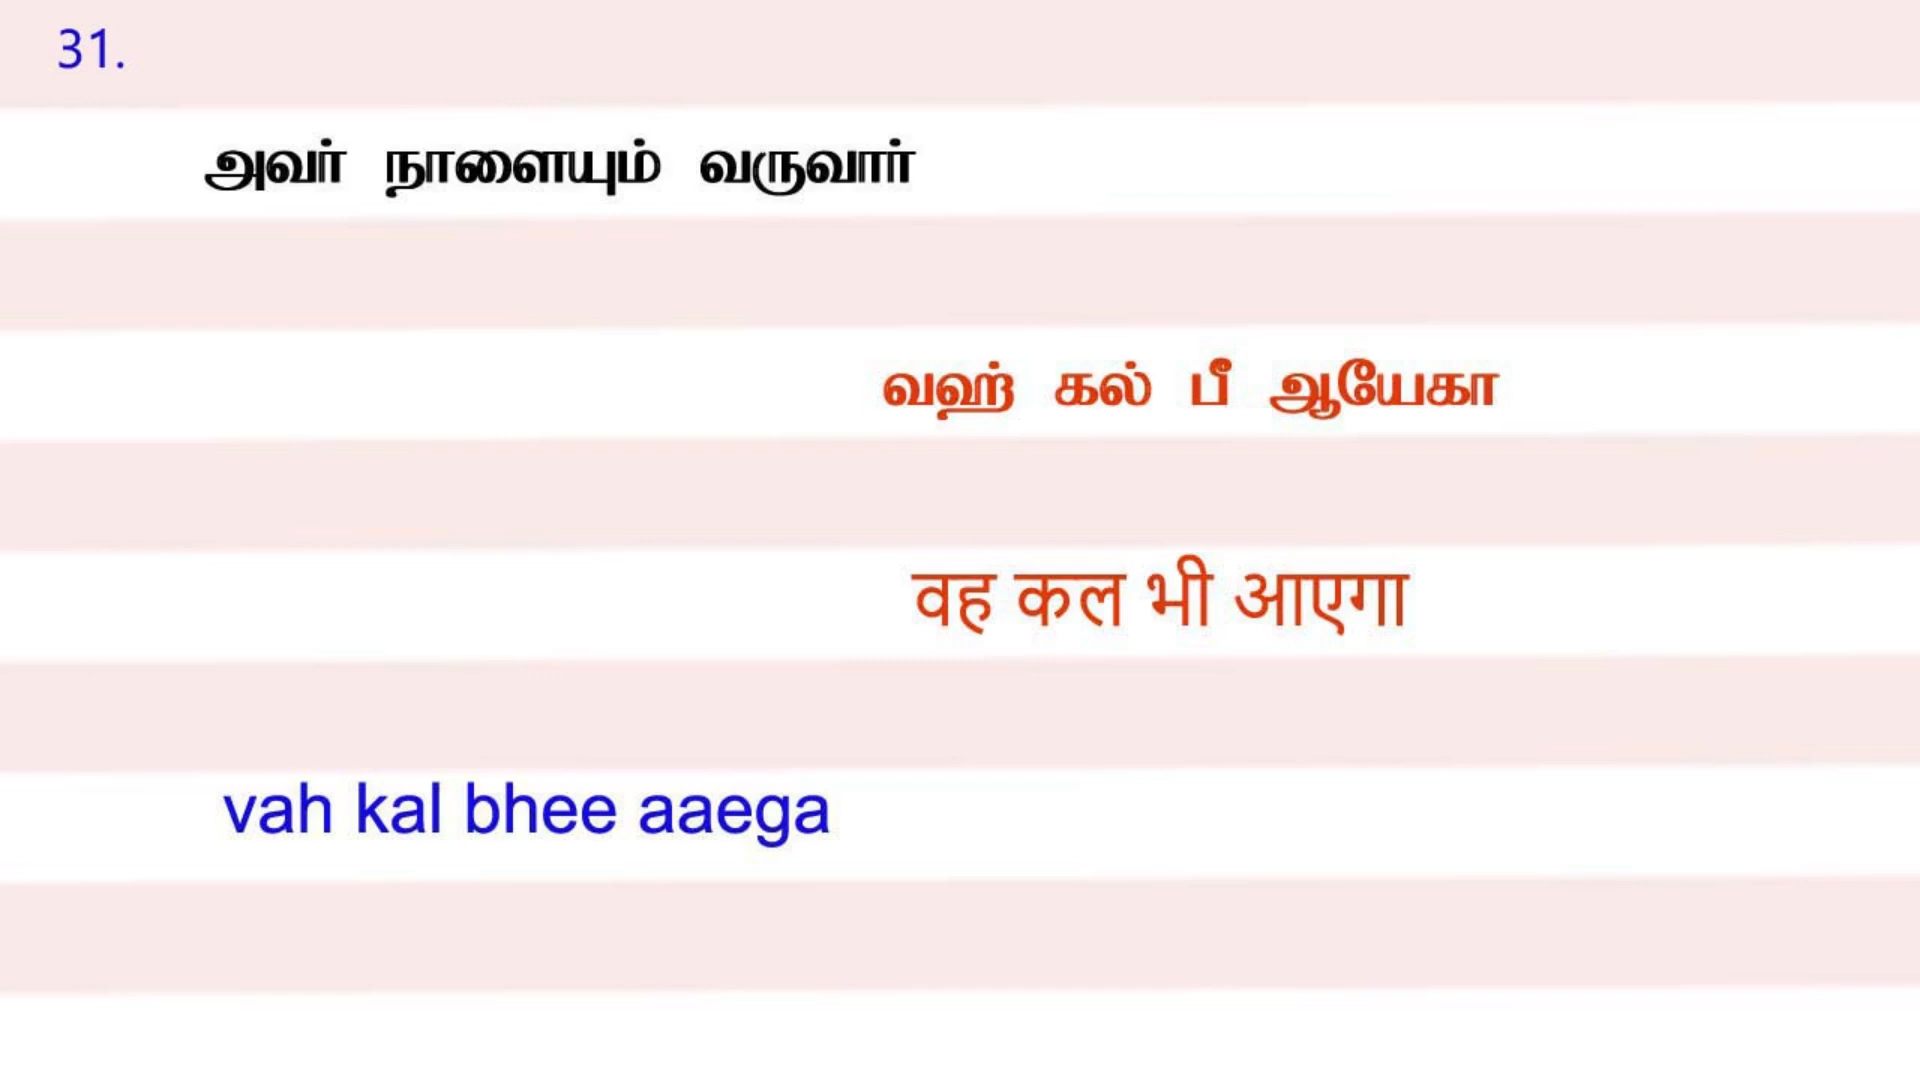 31.
அவர் நாளையும் வருவார்
வஹ் கல் பீ ஆயேகா
वह कल भी आएगा
vah kal bhee aaega